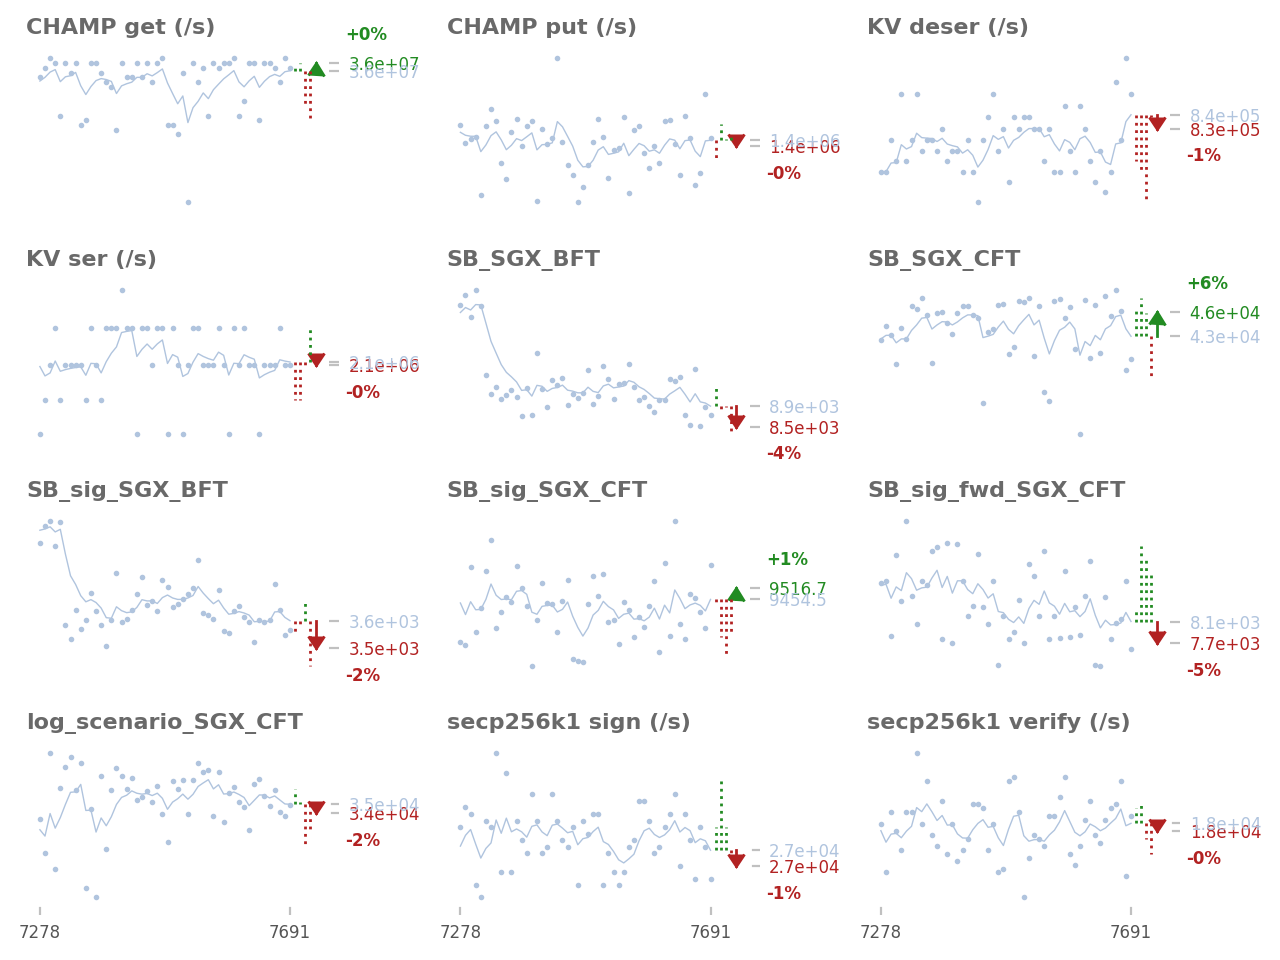 CHAMP get (/s)
+0%
3.6e+07
3.6e+07
CHAMP put (/s)
1.4e+06
1.4e+06
-0%
KV deser (/s)
8.4e+05
8.3e+05
-1%
KV ser (/s)
2.1e+06
2.1e+06
-0%
SB_SGX_BFT
8.9e+03
8.5e+03
-4%
SB_SGX_CFT
+6%
4.6e+04
4.3e+04
SB_sig_SGX_BFT
3.6e+03
3.5e+03
-2%
SB_sig_SGX_CFT
+1%
9516.7
9454.5
SB_sig_fwd_SGX_CFT
8.1e+03
7.7e+03
-5%
log_scenario_SGX_CFT
3.5e+04
3.4e+04
-2%
7278 7691
secp256k1 sign (/s)
2.7e+04
2.7e+04
-1%
7278 7691
secp256k1 verify (/s)
1.8e+04
1.8e+04
-0%
7278 7691